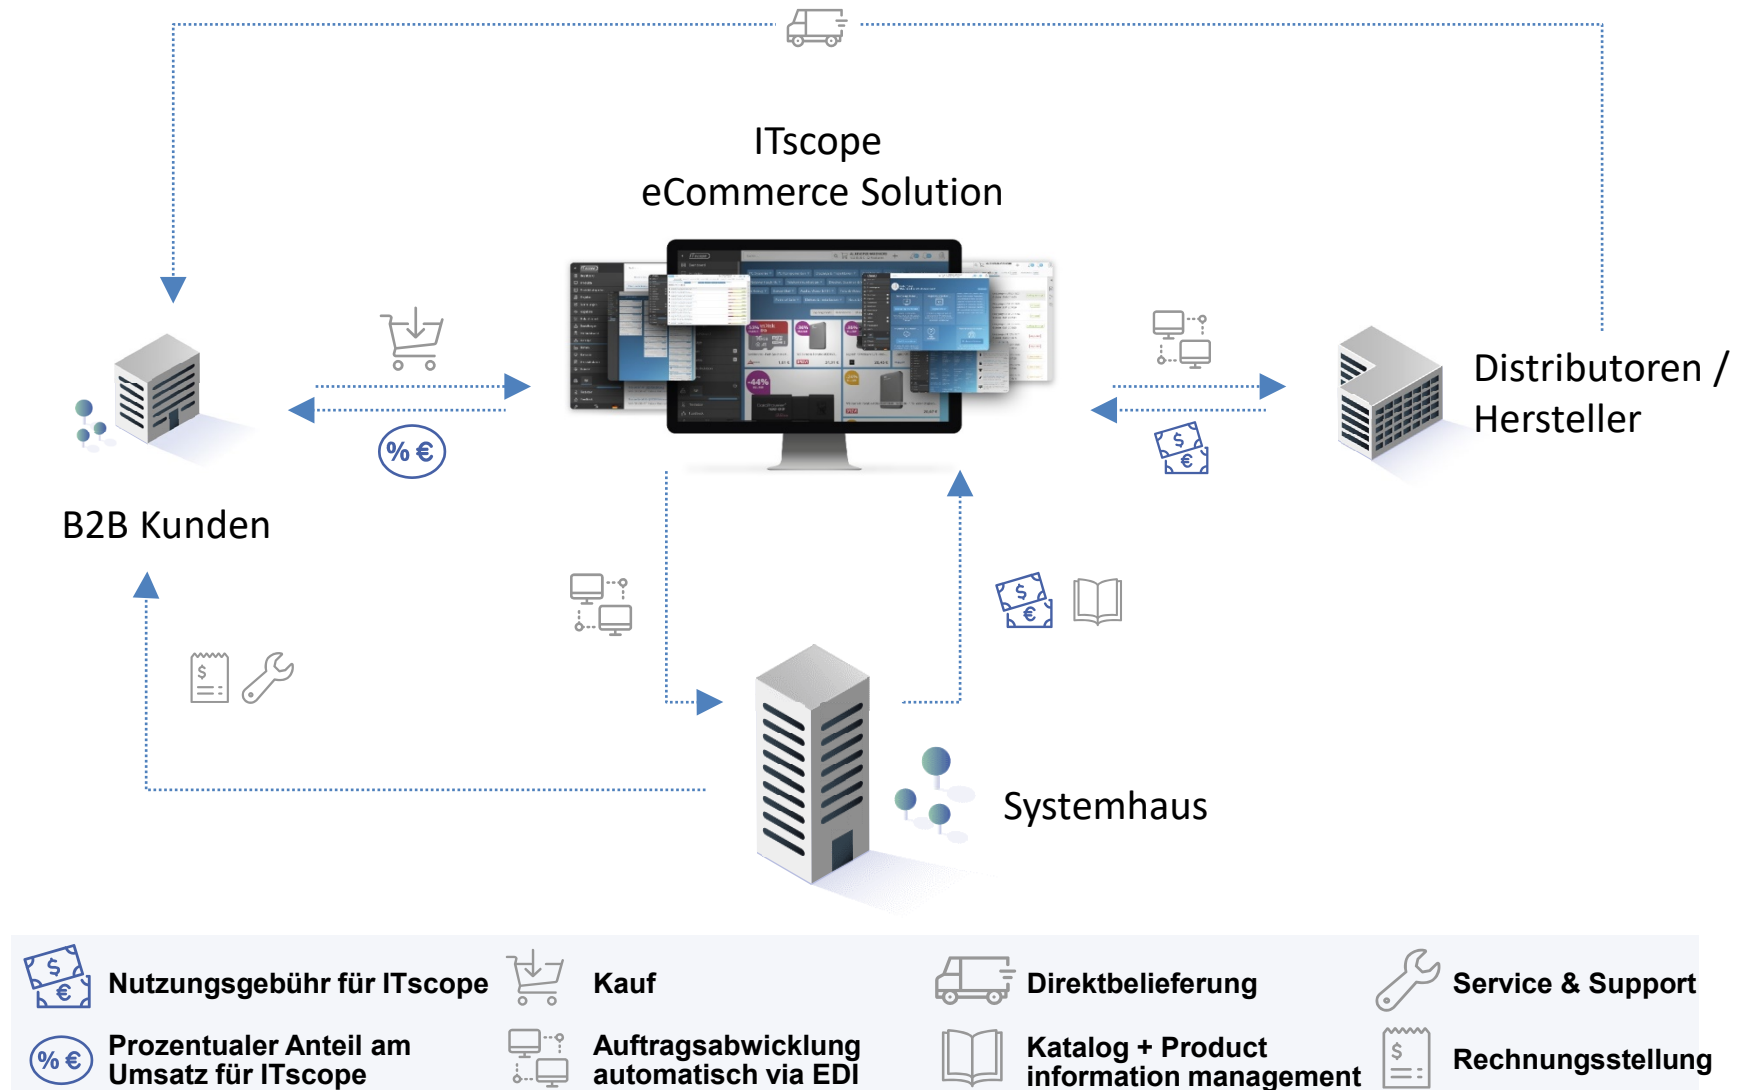 ITscope
eCommerce Solution
-44%
% €
Distributoren /
Hersteller
B2B Kunden
$
€
$
€
$
Systemhaus
$
€
Nutzungsgebühr für ITscope
Kauf
Direktbelieferung
Service & Support
% €
Prozentualer Anteil am
Umsatz für ITscope
Auftragsabwicklung
automatisch via EDI
Katalog + Product
information management
$
Rechnungsstellung